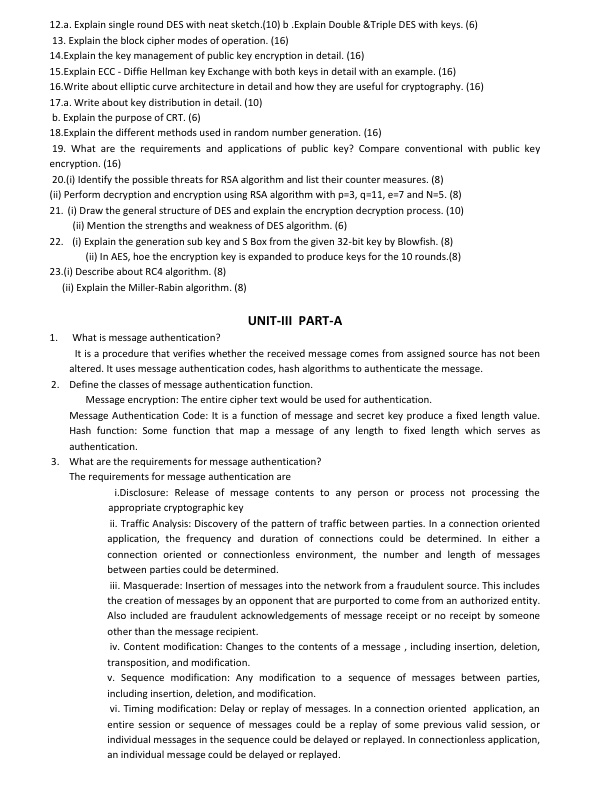 12.a. Explain single round DES with neat sketch.(10) b .Explain Double &Triple DES with keys. (6)
13. Explain the block cipher modes of operation. (16)
14.Explain the key management of public key encryption in detail. (16)
15.Explain ECC - Diffie Hellman key Exchange with both keys in detail with an example. (16)
16.Write about elliptic curve architecture in detail and how they are useful for cryptography. (16)
17.a. Write about key distribution in detail. (10)
b. Explain the purpose of CRT. (6)
18.Explain the different methods used in random number generation. (16)
19. What are the requirements and applications of public key? Compare conventional with public key
encryption. (16)
20.(i) Identify the possible threats for RSA algorithm and list their counter measures. (8)
(ii) Perform decryption and encryption using RSA algorithm with p=3, q=11, e=7 and N=5. (8)
21. (i) Draw the general structure of DES and explain the encryption decryption process. (10)
(ii) Mention the strengths and weakness of DES algorithm. (6)
22. (i) Explain the generation sub key and S Box from the given 32-bit key by Blowfish. (8)
(ii) In AES, hoe the encryption key is expanded to produce keys for the 10 rounds.(8)
23.(i) Describe about RC4 algorithm. (8)
(ii) Explain the Miller-Rabin algorithm. (8)
UNIT-III PART-A
1. What is message authentication?
It is a procedure that verifies whether the received message comes from assigned source has not been
altered. It uses message authentication codes, hash algorithms to authenticate the message.
2. Define the classes of message authentication function.
Message encryption: The entire cipher text would be used for authentication.
Message Authentication Code: It is a function of message and secret key produce a fixed length value.
Hash function: Some function that map a message of any length to fixed length which serves as
authentication.
3. What are the requirements for message authentication?
The requirements for message authentication are
i.Disclosure: Release of message contents to any person or process not processing the
appropriate cryptographic key
ii. Traffic Analysis: Discovery of the pattern of traffic between parties. In a connection oriented
application, the frequency and duration of connections could be determined. In either a
connection oriented or connectionless environment, the number and length of messages
between parties could be determined.
iii. Masquerade: Insertion of messages into the network from a fraudulent source. This includes
the creation of messages by an opponent that are purported to come from an authorized entity.
Also included are fraudulent acknowledgements of message receipt or no receipt by someone
other than the message recipient.
iv. Content modification: Changes to the contents of a message , including insertion, deletion,
transposition, and modification.
v. Sequence modification: Any modification to a sequence of messages between parties,
including insertion, deletion, and modification.
vi. Timing modification: Delay or replay of messages. In a connection oriented application, an
entire session or sequence of messages could be a replay of some previous valid session, or
individual messages in the sequence could be delayed or replayed. In connectionless application,
an individual message could be delayed or replayed.